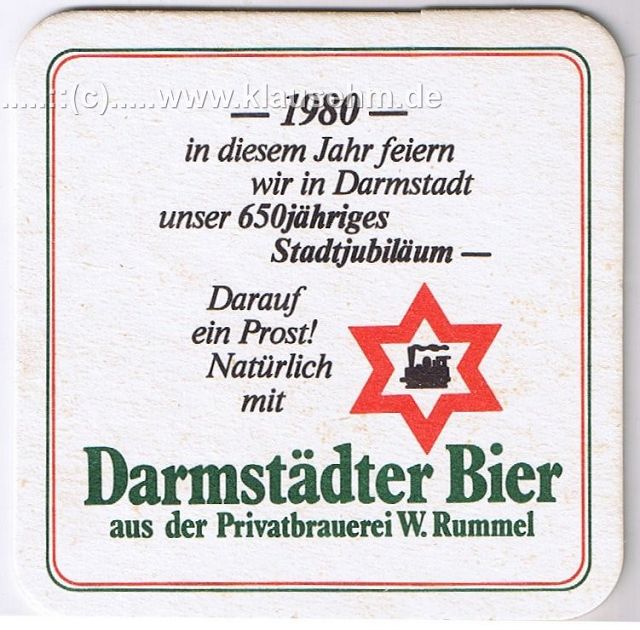 .....::(c).....www.klausehm.de
— 1980 —
in diesem Jahr feiern
wir in Darmstadt
unser 650jähriges
Stadtjubiläum —
Darauf
ein Prost!
Natürlich
mit
Darmstädter Bier
aus der Privatbrauerei W. Rummel